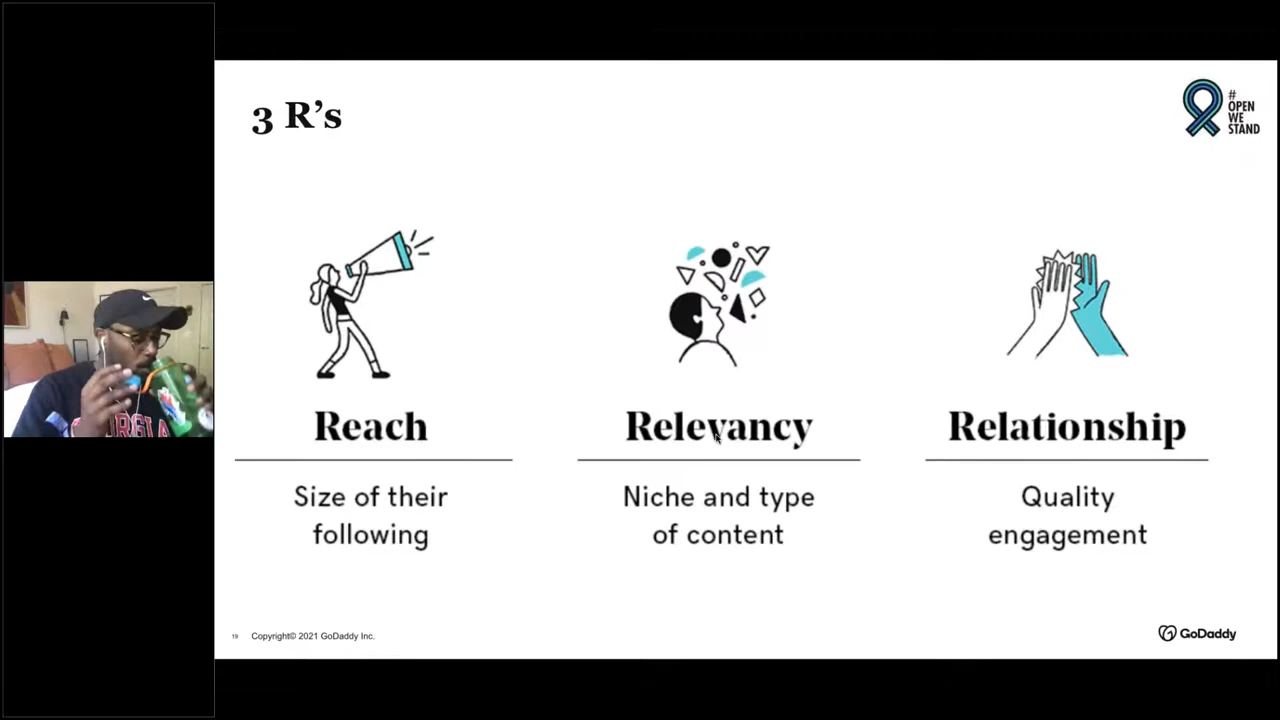 3 R’s
#
OPEN
WE
STAND
Reach
Relevancy
Relationship
Size of their
following
Niche and type
of content
Quality
engagement
19
Copyright© 2021 GoDaddy Inc.
GoDaddy